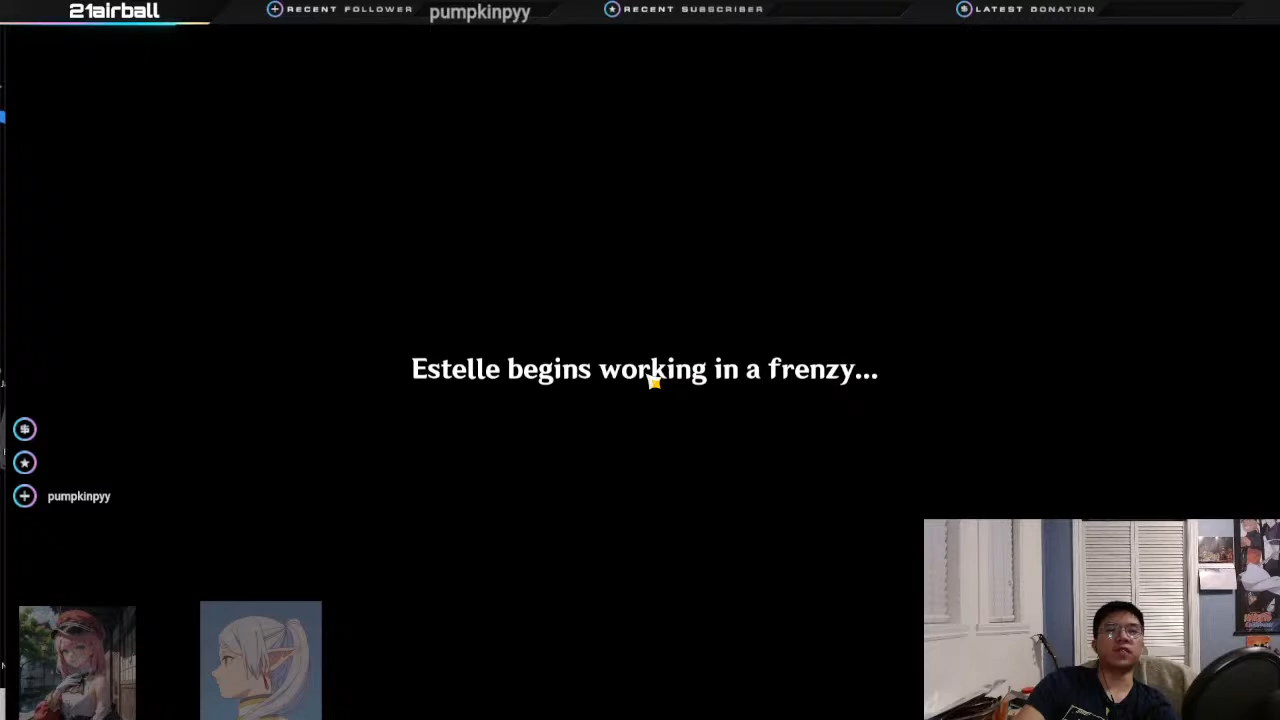 21airball
RECENT FOLLOWER
pumpkinpyy
RECENT SUBSCRIBER
LATEST DONATION
Estelle begins working in a frenzy...
pumpkinpyy